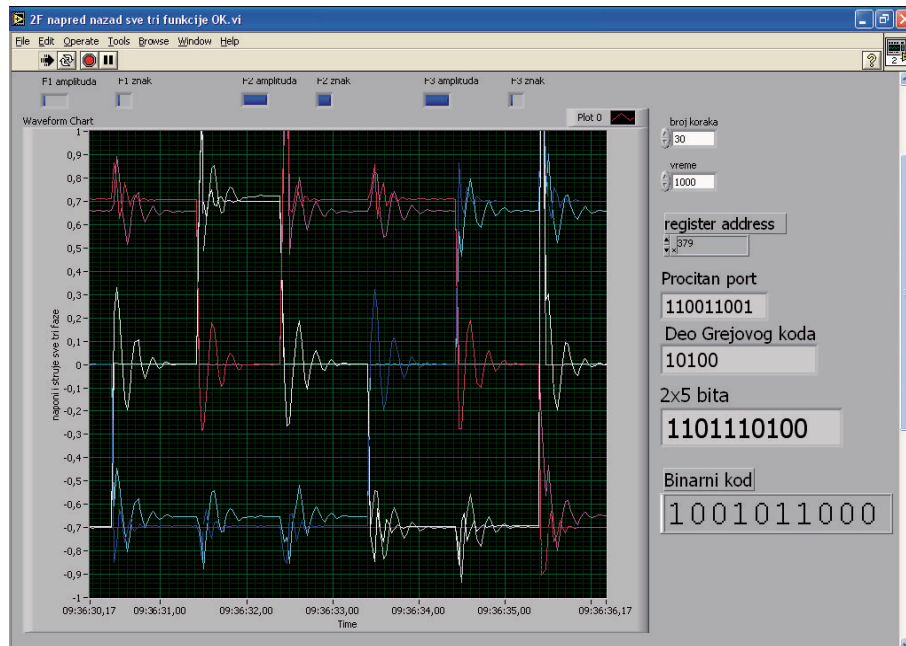 2F napred nazad sve tri funkcije OK.vi
File Edit Operate Tools Browse Window Help
2
F1 amplituda F1 znak F2 amplituda F2 znak F3 amplituda F3 znak
Waveform Chart
Plot 0
1
0,9
0,8
0,7
0,6
0,5
0,4
0,3
0,2
0,1
0
-0,1
-0,2
-0,3
-0,4
-0,5
-0,6
-0,7
-0,8
-0,9
-1
naponi i struje sve tri faze
09:36:30,17 09:36:31,00 09:36:32,00 09:36:33,00 09:36:34,00 09:36:35,00 09:36:36,17
Time
broj koraka
30
vreme
1000
register address
x379
Procitan port
110011001
Deo Grejovog koda
10100
2x5 bita
1101110100
Binarni kod
1001011000